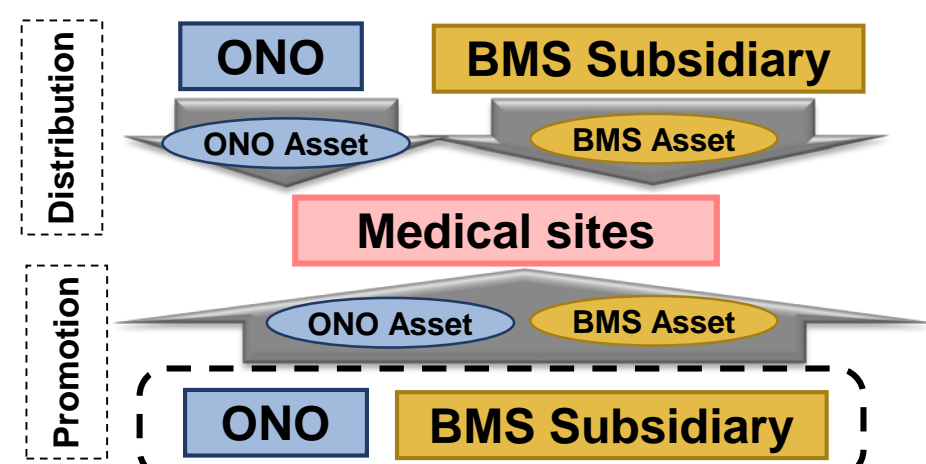 Distribution
ONO
BMS Subsidiary
ONO Asset
BMS Asset
Medical sites
Promotion
ONO Asset
BMS Asset
ONO
BMS Subsidiary